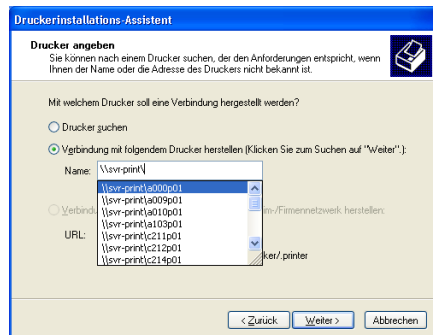 Druckerinstallations-Assistent
Drucker angeben
Sie können nach einem Drucker suchen, der den Anforderungen entspricht, wenn
Ihnen der Name oder die Adresse des Druckers nicht bekannt ist.
Mit welchem Drucker soll eine Verbindung hergestellt werden?
Drucker suchen
Verbindung mit folgendem Drucker herstellen (Klicken Sie zum Suchen auf "Weiter".):
Name: \\svr-print\
\\svr-print\a000p01
\\svr-print\a009p01
\\svr-print\a010p01
Verbindu m-/Firmennetzwerk herstellen:
\\svr-print\a103p01
\\svr-print\c211p01
URL:
\\svr-print\c212p01
\\svr-print\c214p01
ker/.printer
< Zurück Weiter > Abbrechen